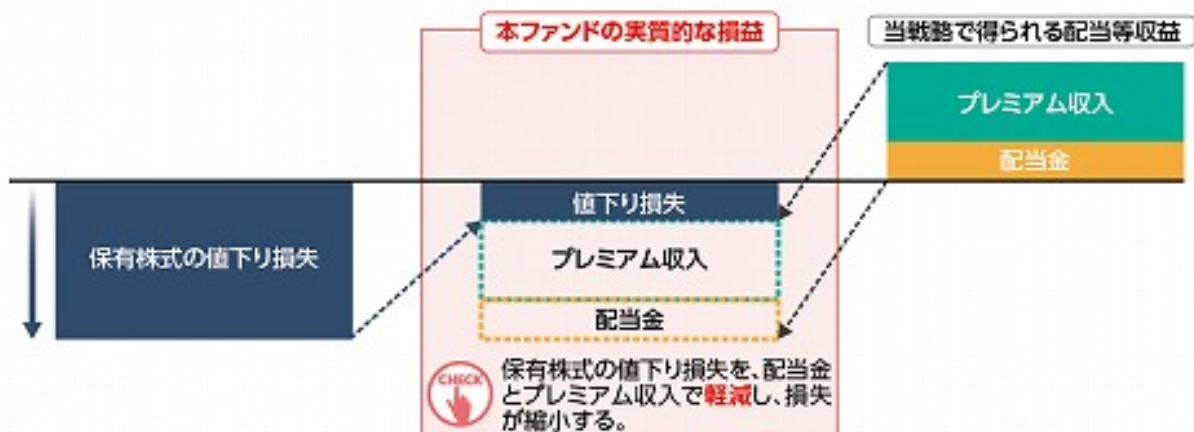 本ファンドの実質的な損益
当戦略で得られる配当等収益
プレミアム収入
配当金
保有株式の値下り損失
値下り損失
プレミアム収入
配当金
CHECK
保有株式の値下り損失を、配当金
とプレミアム収入で軽減し、損失
が縮小する。